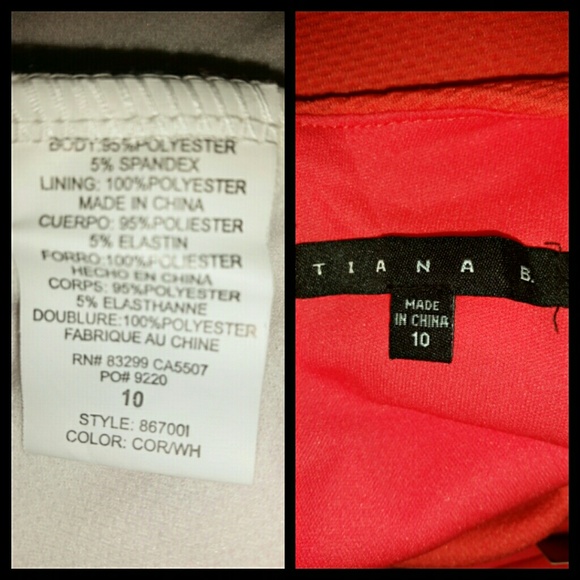 BODY:95%POLYESTER
5% SPANDEX
LINING: 100%POLYESTER
MADE IN CHINA
CUERPO: 95%POLIESTER
5% ELASTIN
FORRO:100%POLIESTER
HECHO EN CHINA
CORPS: 95%POLYESTER
5% ELASTHANNE
DOUBLURE:100%POLYESTER
FABRIQUE AU CHINE
RN# 83299 CA5507
PO# 9220
10
STYLE: 867001
COLOR: COR/WH
TIANA B.
MADE
IN CHINA
10